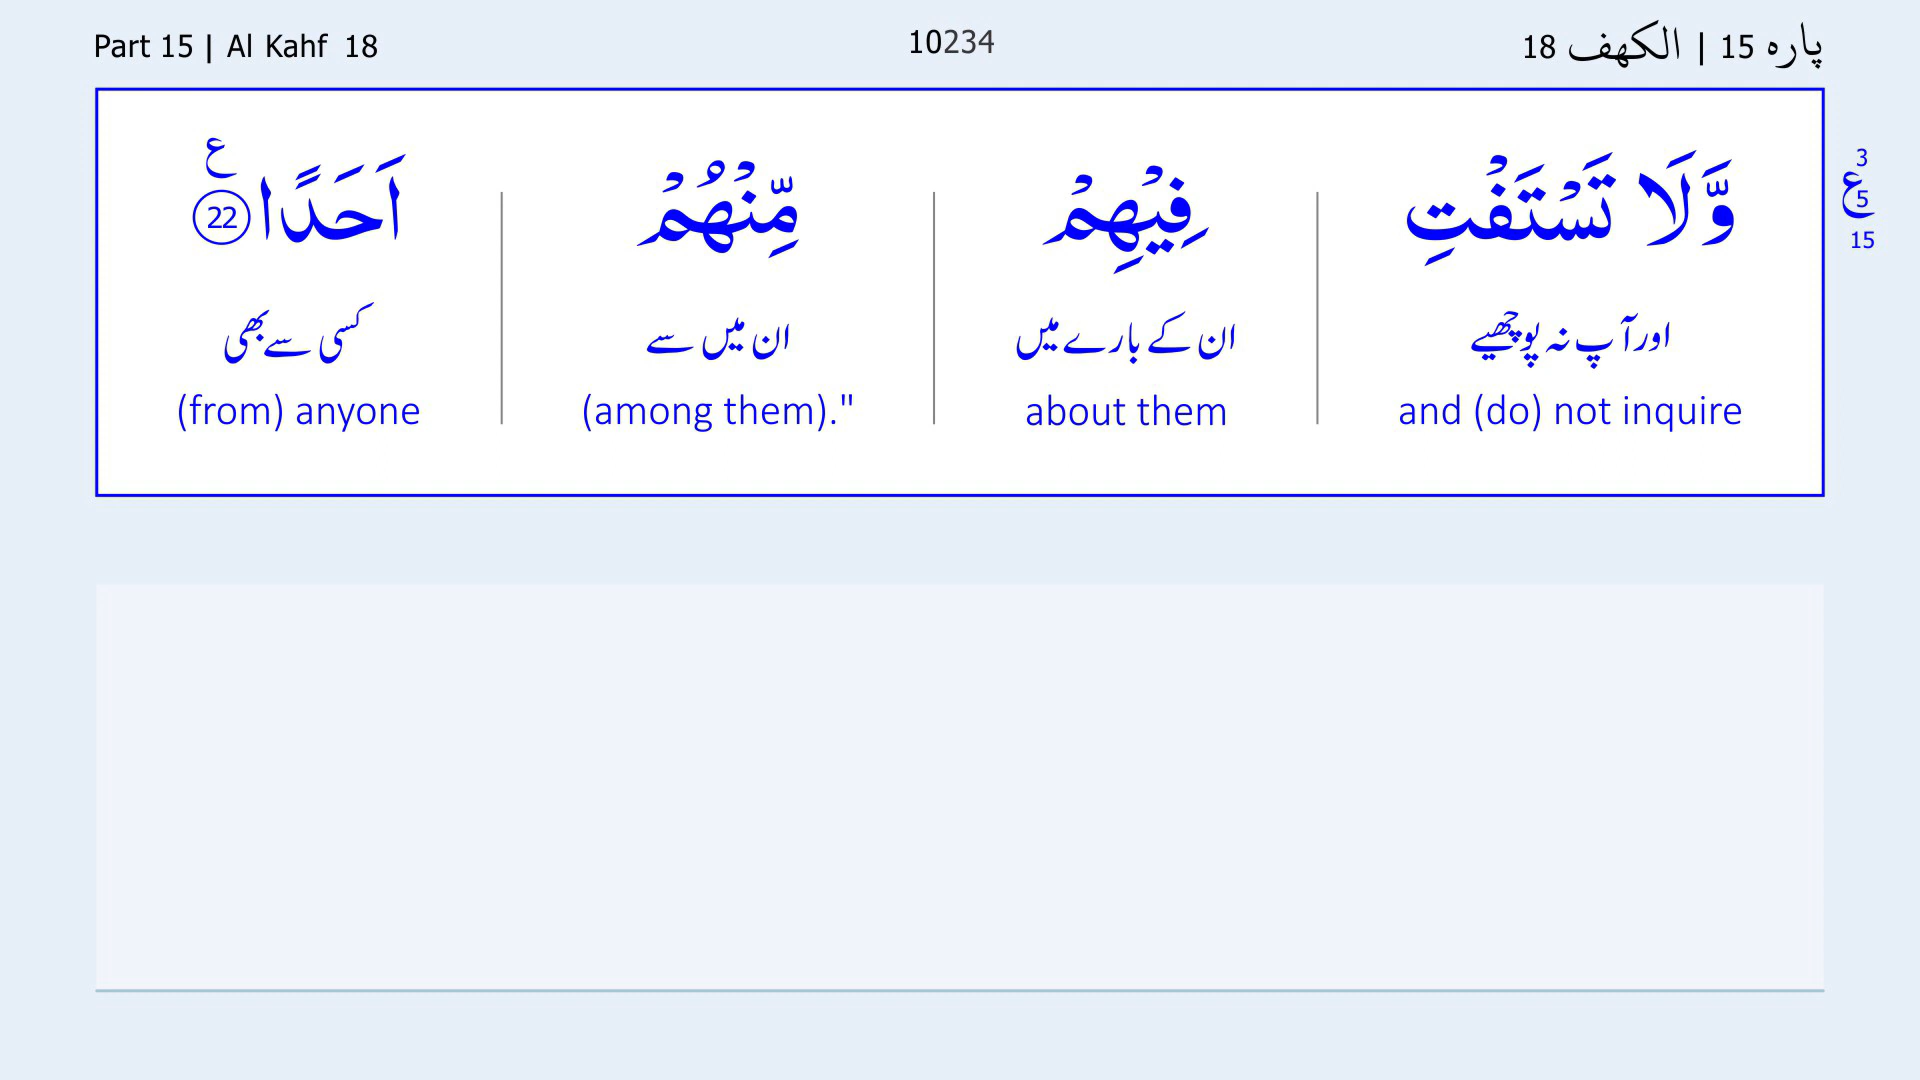 Part 15 | Al Kahf 18
10234
پارہ 15 | الکھف 18
وَّلَا تَسْتَفْتِ فِيْهِمْ مِّنْهُمْ اَحَدًا 22 ع
3
ع 5
15
اور آپ نہ پوچھیے ان کے بارے میں ان میں سے کسی سے بھی
and (do) not inquire about them (among them)." (from) anyone